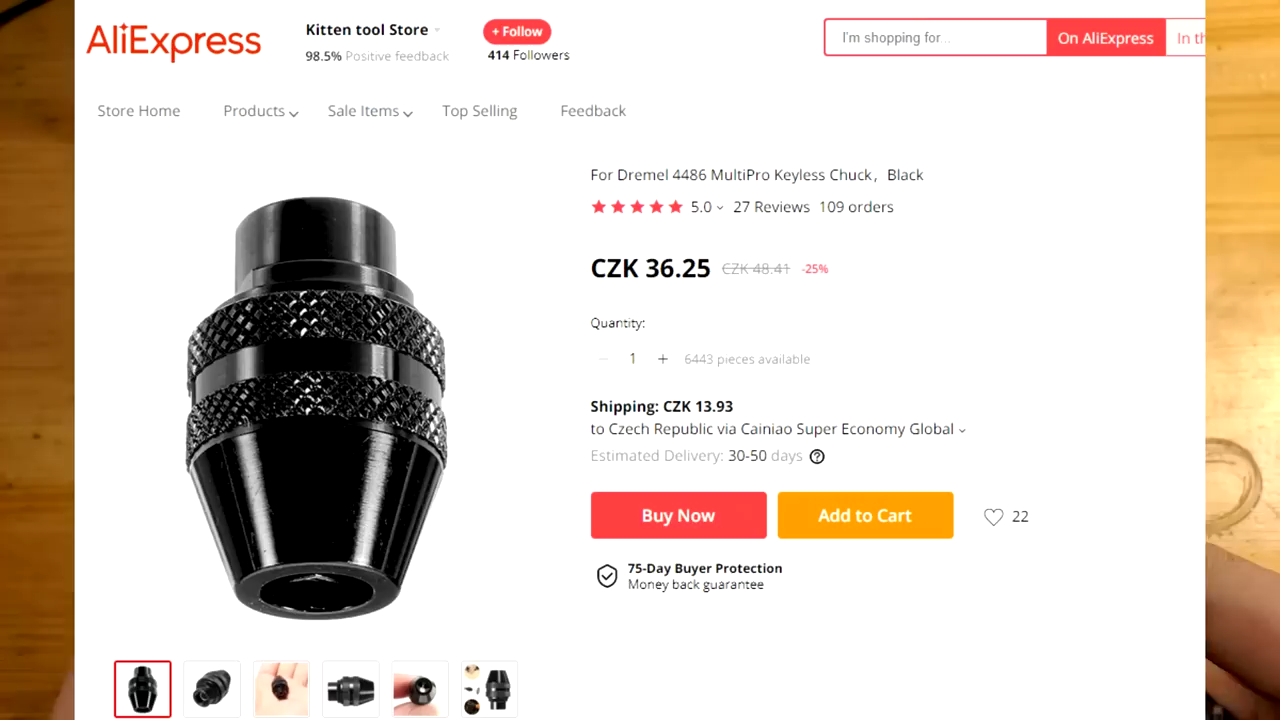 AliExpress
Kitten tool Store
98.5% Positive feedback
+ Follow
414 Followers
I'm shopping for...
On AliExpress
In th
Store Home
Products
Sale Items
Top Selling
Feedback
For Dremel 4486 MultiPro Keyless Chuck，Black
5.0
27 Reviews
109 orders
CZK 36.25
CZK 48.41
-25%
Quantity:
1
6443 pieces available
Shipping: CZK 13.93
to Czech Republic via Cainiao Super Economy Global
Estimated Delivery: 30-50 days
Buy Now
Add to Cart
22
75-Day Buyer Protection
Money back guarantee